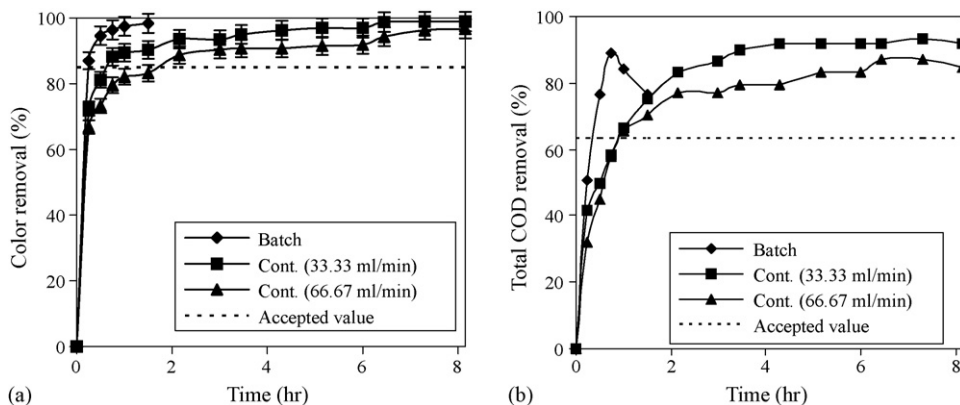 100
80
60
40
20
0
Color removal (%)
Batch
Cont. (33.33 ml/min)
Cont. (66.67 ml/min)
Accepted value
0 2 4 6 8
Time (hr)
(a)
100
80
60
40
20
0
Total COD removal (%)
Batch
Cont. (33.33 ml/min)
Cont. (66.67 ml/min)
Accepted value
0 2 4 6 8
Time (hr)
(b)